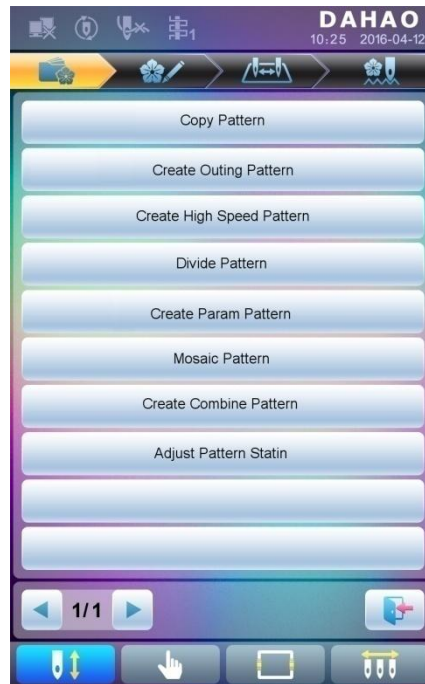 DAHAO
1
10:25 2016-04-12
Copy Pattern
Create Outing Pattern
Create High Speed Pattern
Divide Pattern
Create Param Pattern
Mosaic Pattern
Create Combine Pattern
Adjust Pattern Statin
1/1